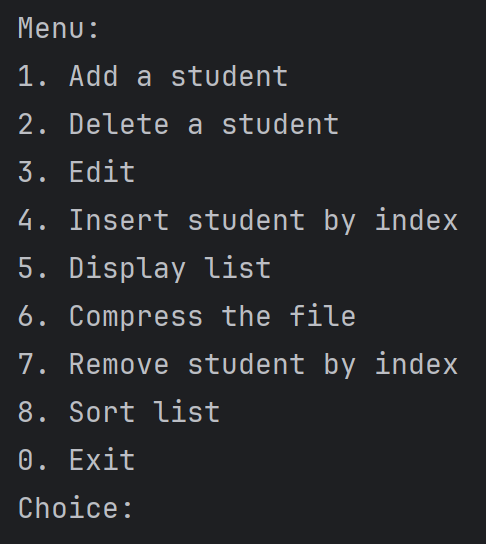 Menu:
1. Add a student
2. Delete a student
3. Edit
4. Insert student by index
5. Display list
6. Compress the file
7. Remove student by index
8. Sort list
0. Exit
Choice: